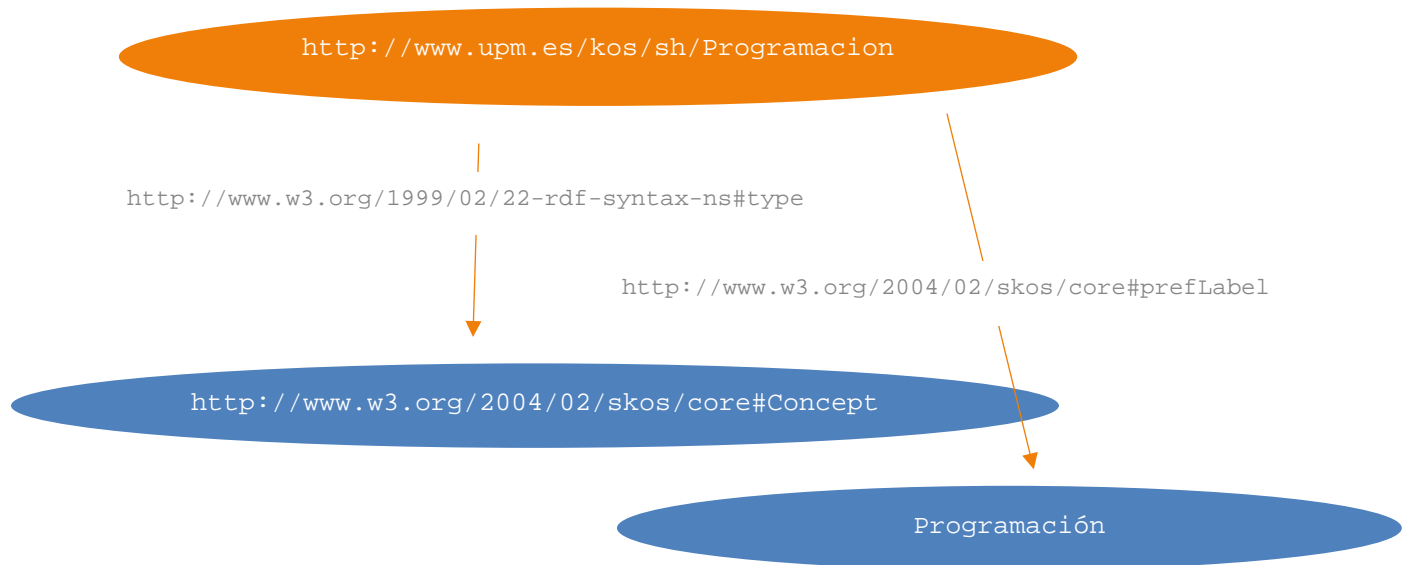 http://www.upm.es/kos/sh/Programacion
http://www.w3.org/1999/02/22-rdf-syntax-ns#type
http://www.w3.org/2004/02/skos/core#prefLabel
http://www.w3.org/2004/02/skos/core#Concept
Programación